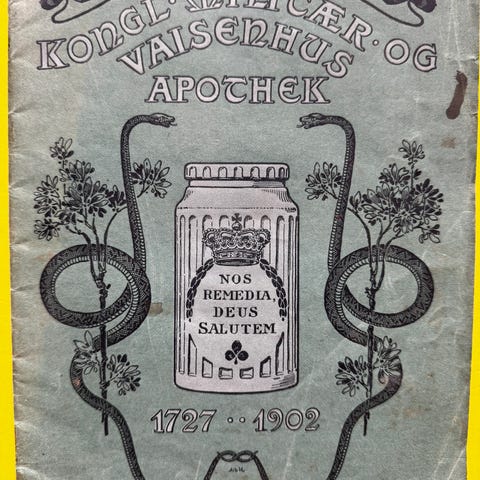 KONGL. MILITÆR. OG
VAISENHUS
APOTHEK
NOS
REMEDIA,
DEUS
SALUTEM
1727 ·· 1902